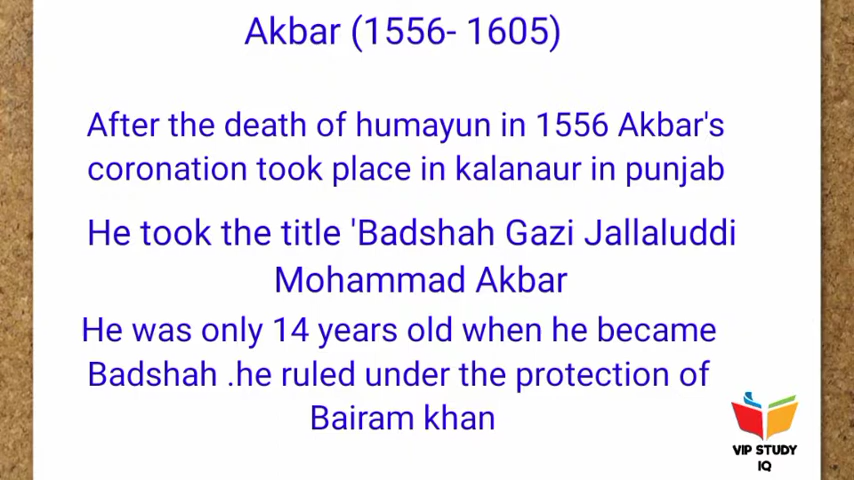 Akbar (1556- 1605)
After the death of humayun in 1556 Akbar's
coronation took place in kalanaur in punjab
He took the title 'Badshah Gazi Jallaluddi
Mohammad Akbar
He was only 14 years old when he became
Badshah .he ruled under the protection of
Bairam khan
VIP STUDY
IQ